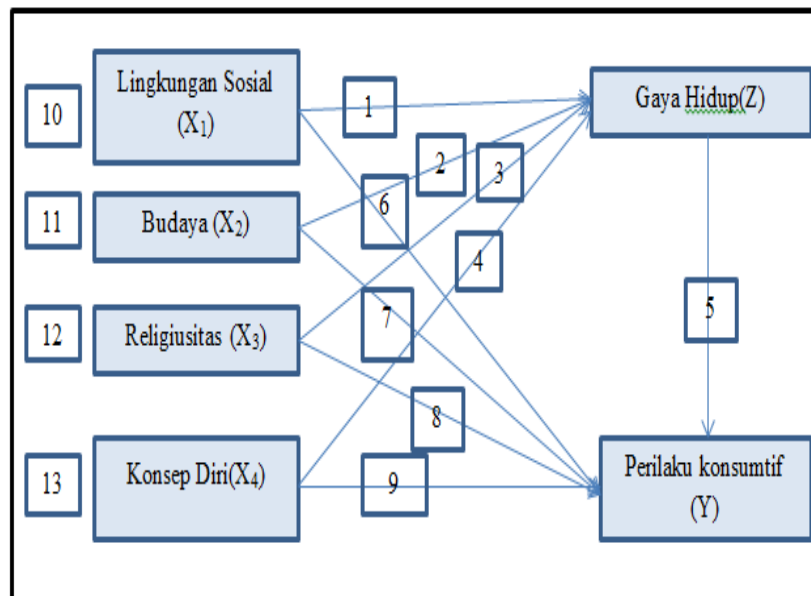 10
Lingkungan Sosial
(X₁)
1
Gaya Hidup(Z)
2
3
11
Budaya (X₂)
6
4
12
Religiusitas (X₃)
7
5
8
13
Konsep Diri(X₄)
9
Perilaku konsumtif
(Y)